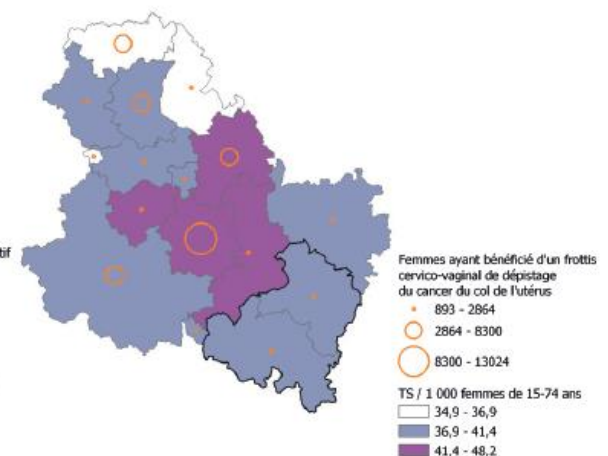 tif
Femmes ayant bénéficié d'un frottis
cervico-vaginal de dépistage
du cancer du col de l'utérus
893 - 2864
2864 - 8300
8300 - 13024
TS / 1 000 femmes de 15-74 ans
34,9 - 36,9
36,9 - 41,4
41,4 - 48,2